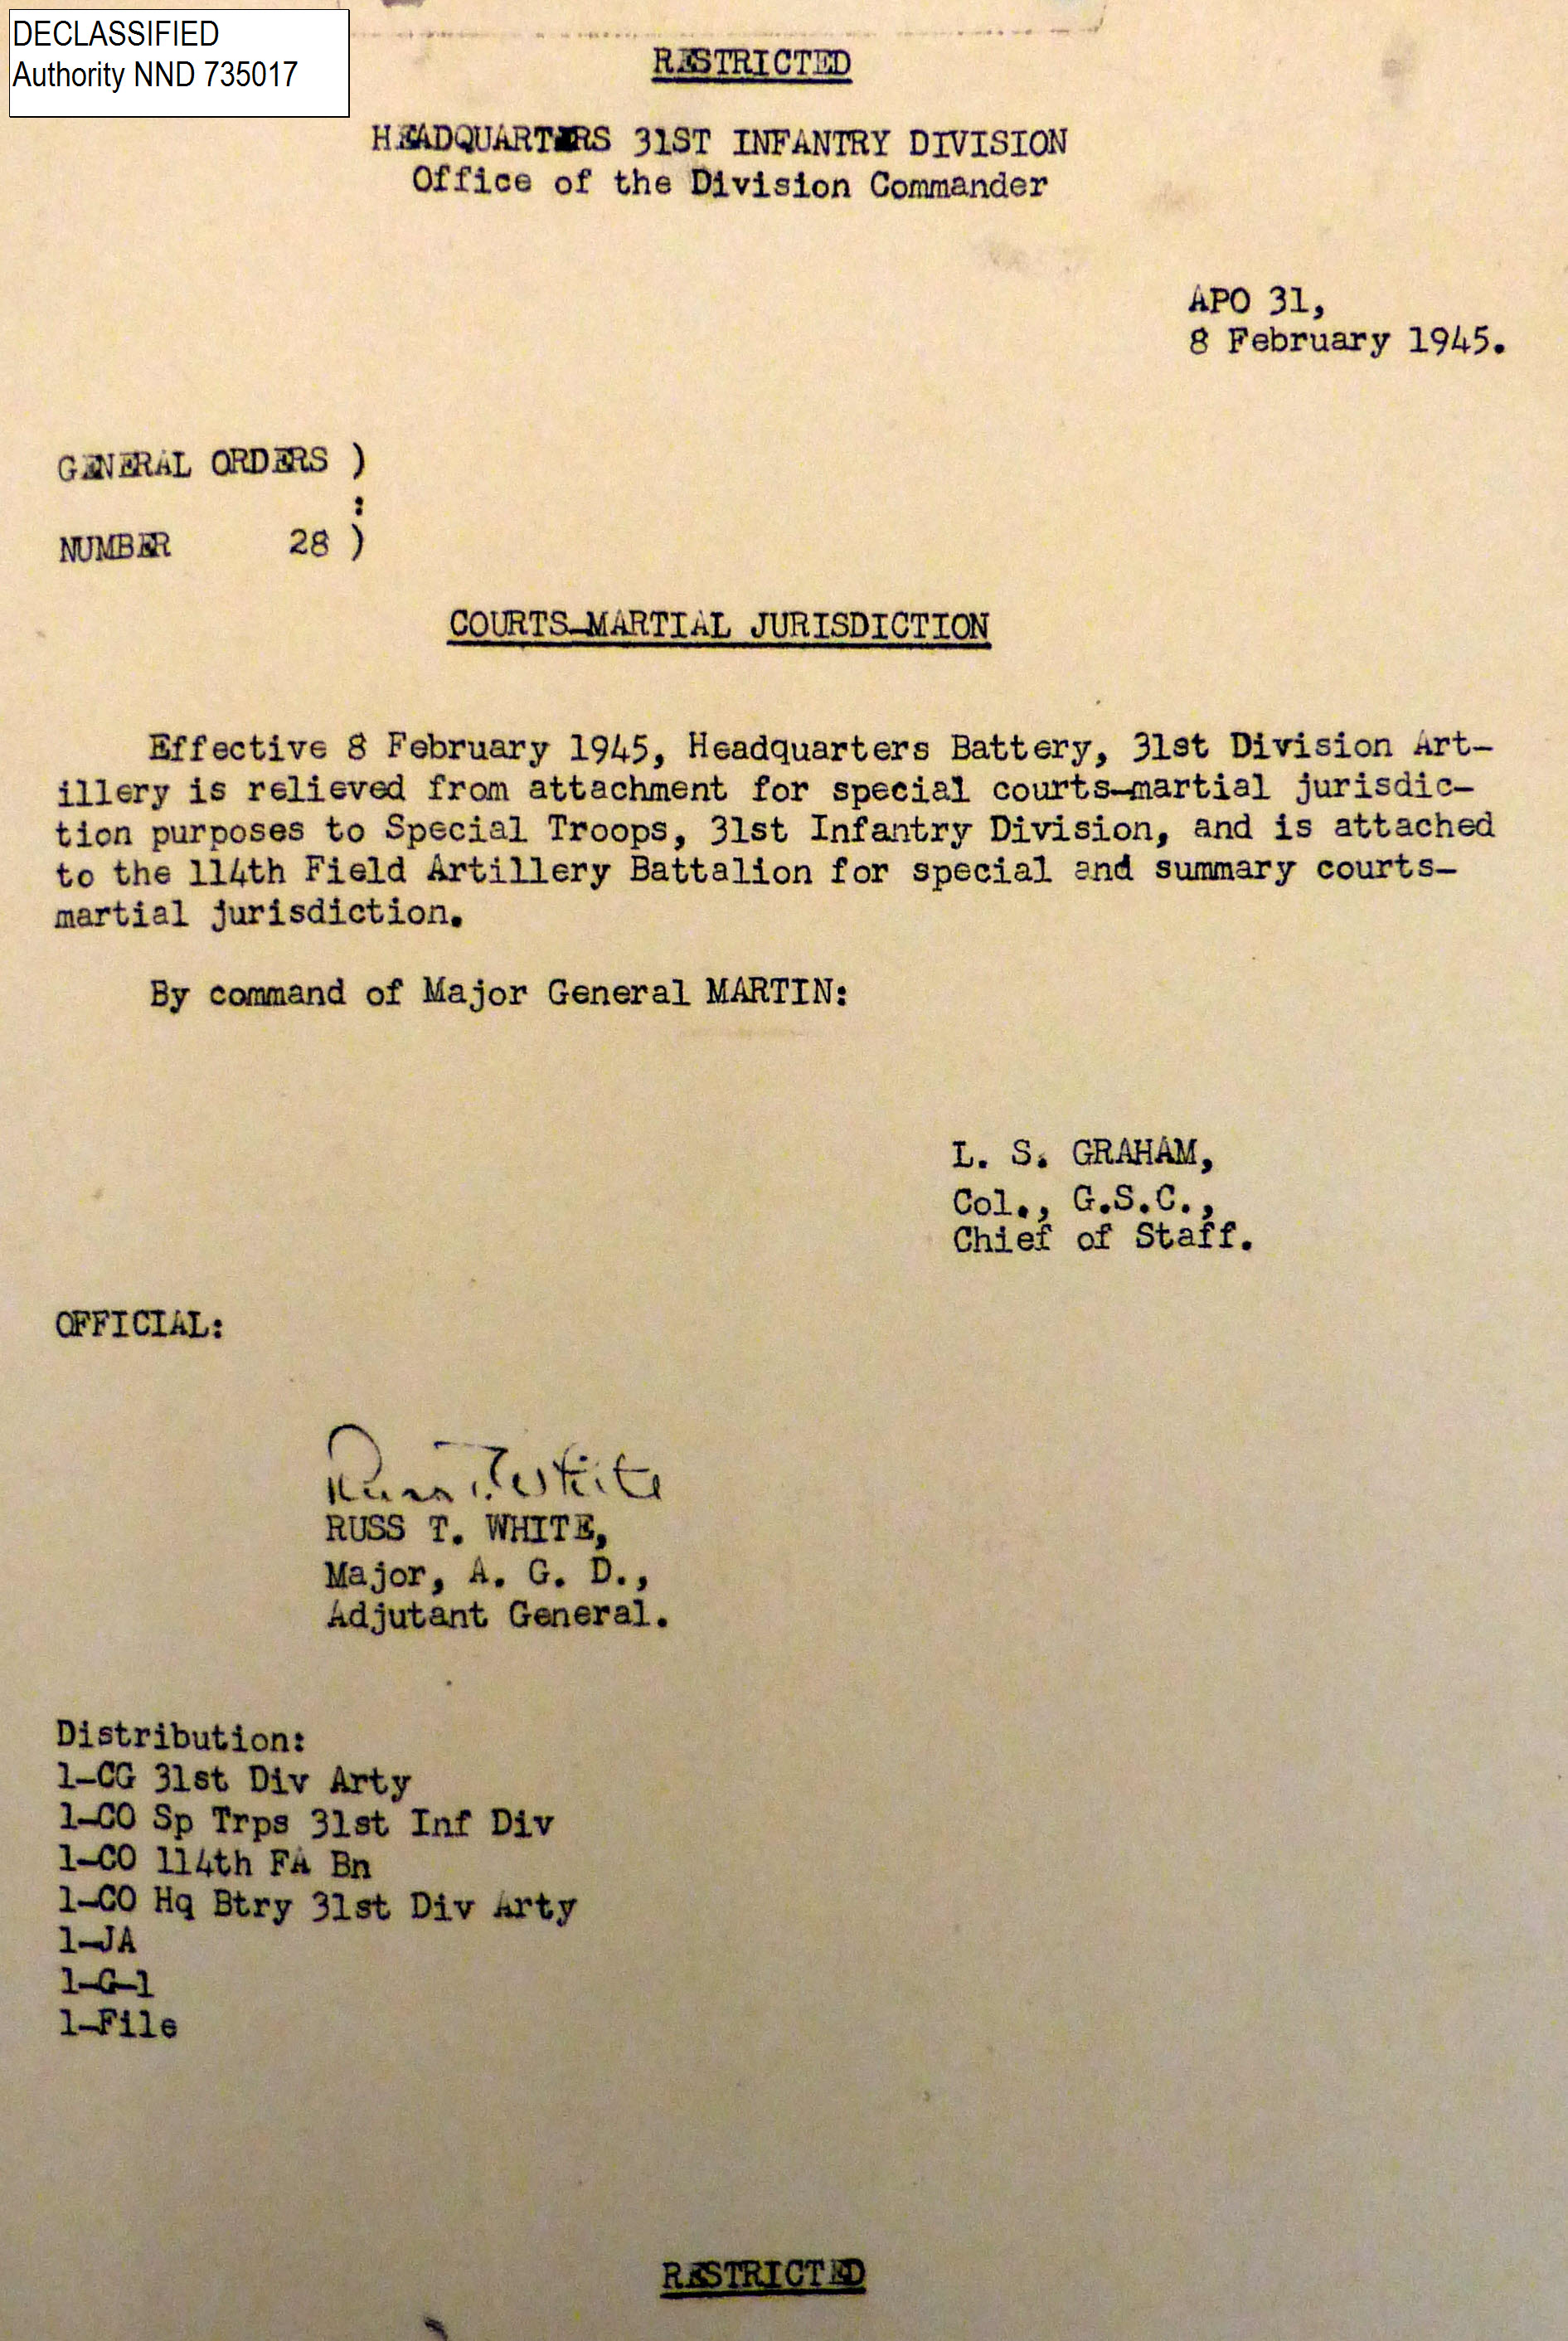 DECLASSIFIED
Authority NND 735017
RESTRICTED
HEADQUARTERS 31ST INFANTRY DIVISION
Office of the Division Commander
APO 31,
8 February 1945.
GENERAL ORDERS )
:
NUMBER 28 )
COURTS-MARTIAL JURISDICTION
Effective 8 February 1945, Headquarters Battery, 31st Division Art-
illery is relieved from attachment for special courts-martial jurisdic-
tion purposes to Special Troops, 31st Infantry Division, and is attached
to the 114th Field Artillery Battalion for special and summary courts-
martial jurisdiction.
By command of Major General MARTIN:
L. S. GRAHAM,
Col., G.S.C.,
Chief of Staff.
OFFICIAL:
Russ T. White
RUSS T. WHITE,
Major, A. G. D.,
Adjutant General.
Distribution:
1-CG 31st Div Arty
1-CO Sp Trps 31st Inf Div
1-CO 114th FA Bn
1-CO Hq Btry 31st Div Arty
1-JA
1-G-1
1-File
RESTRICTED